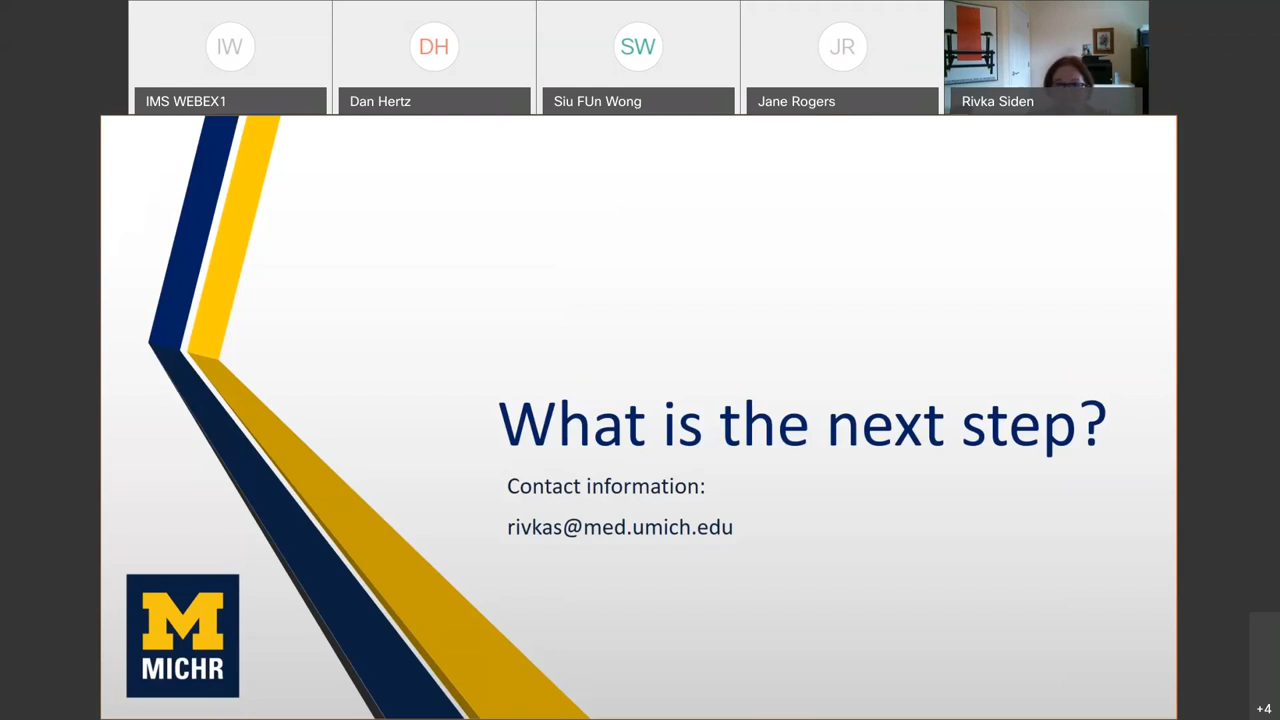 IW
DH
SW
JR
IMS WEBEX1
Dan Hertz
Siu FUn Wong
Jane Rogers
Rivka Siden
What is the next step?
Contact information:
rivkas@med.umich.edu
M
MICHR
+4